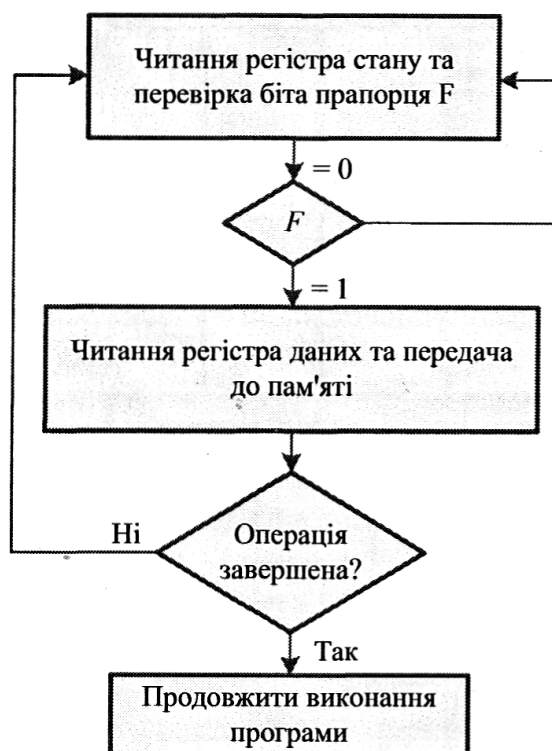 Читання регістра стану та
перевірка біта прапорця F
= 0
F
= 1
Читання регістра даних та передача
до пам'яті
Ні
Операція
завершена?
Так
Продовжити виконання
програми